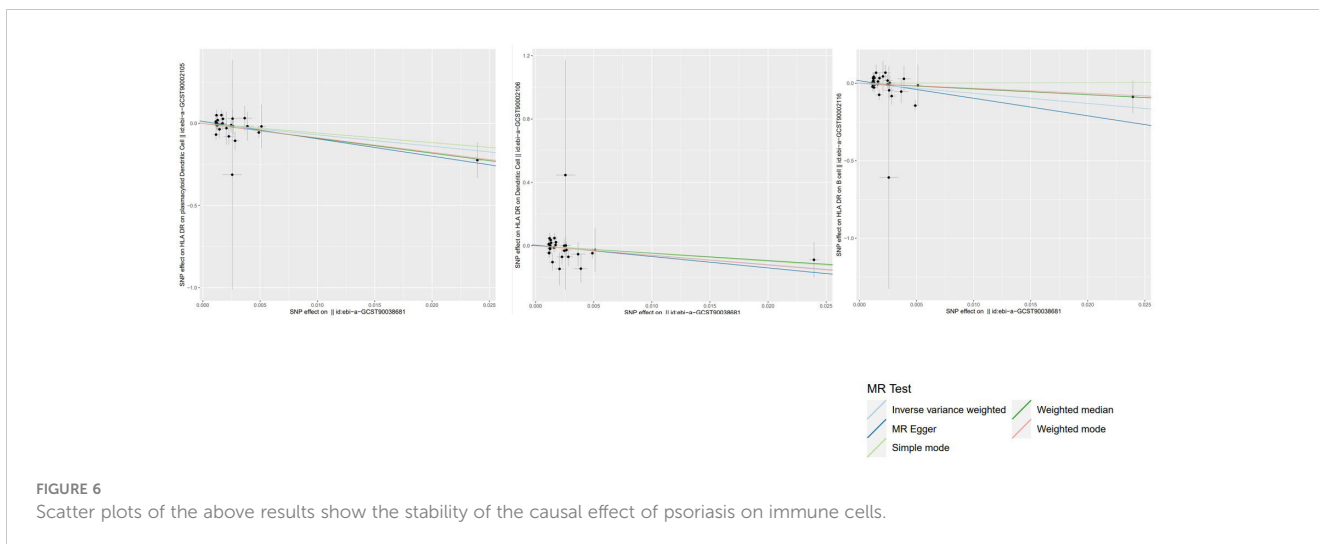 SNP effect on HLA DR on plasmacytoid Dendritic Cell || id:ebi-a-GCST90002105
0.0
-0.5
-1.0
0.000
0.005
0.010
0.015
0.020
0.025
SNP effect on || id:ebi-a-GCST90038681
SNP effect on HLA DR on Dendritic Cell || id:ebi-a-GCST90002106
1.2
0.8
0.4
0.0
0.000
0.005
0.010
0.015
0.020
0.025
SNP effect on || id:ebi-a-GCST90038681
SNP effect on HLA DR on B cell || id:ebi-a-GCST90002116
0.0
-0.5
-1.0
0.000
0.005
0.010
0.015
0.020
0.025
SNP effect on || id:ebi-a-GCST90038681
MR Test
Inverse variance weighted
Weighted median
MR Egger
Weighted mode
Simple mode
FIGURE 6
Scatter plots of the above results show the stability of the causal effect of psoriasis on immune cells.